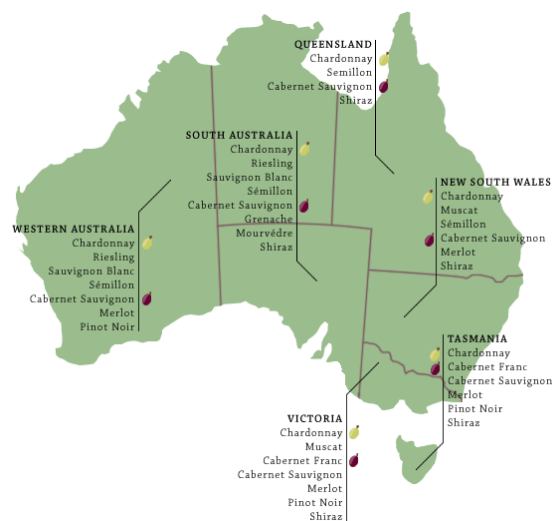 QUEENSLAND
Chardonnay
Semillon
Cabernet Sauvignon
Shiraz
SOUTH AUSTRALIA
Chardonnay
Riesling
Sauvignon Blanc
Sémillon
Cabernet Sauvignon
Grenache
Mourvédre
Shiraz
NEW SOUTH WALES
Chardonnay
Muscat
Sémillon
Cabernet Sauvignon
Merlot
Shiraz
WESTERN AUSTRALIA
Chardonnay
Riesling
Sauvignon Blanc
Sémillon
Cabernet Sauvignon
Merlot
Pinot Noir
TASMANIA
Chardonnay
Cabernet Franc
Cabernet Sauvignon
Merlot
Pinot Noir
Shiraz
VICTORIA
Chardonnay
Muscat
Cabernet Franc
Cabernet Sauvignon
Merlot
Pinot Noir
Shiraz